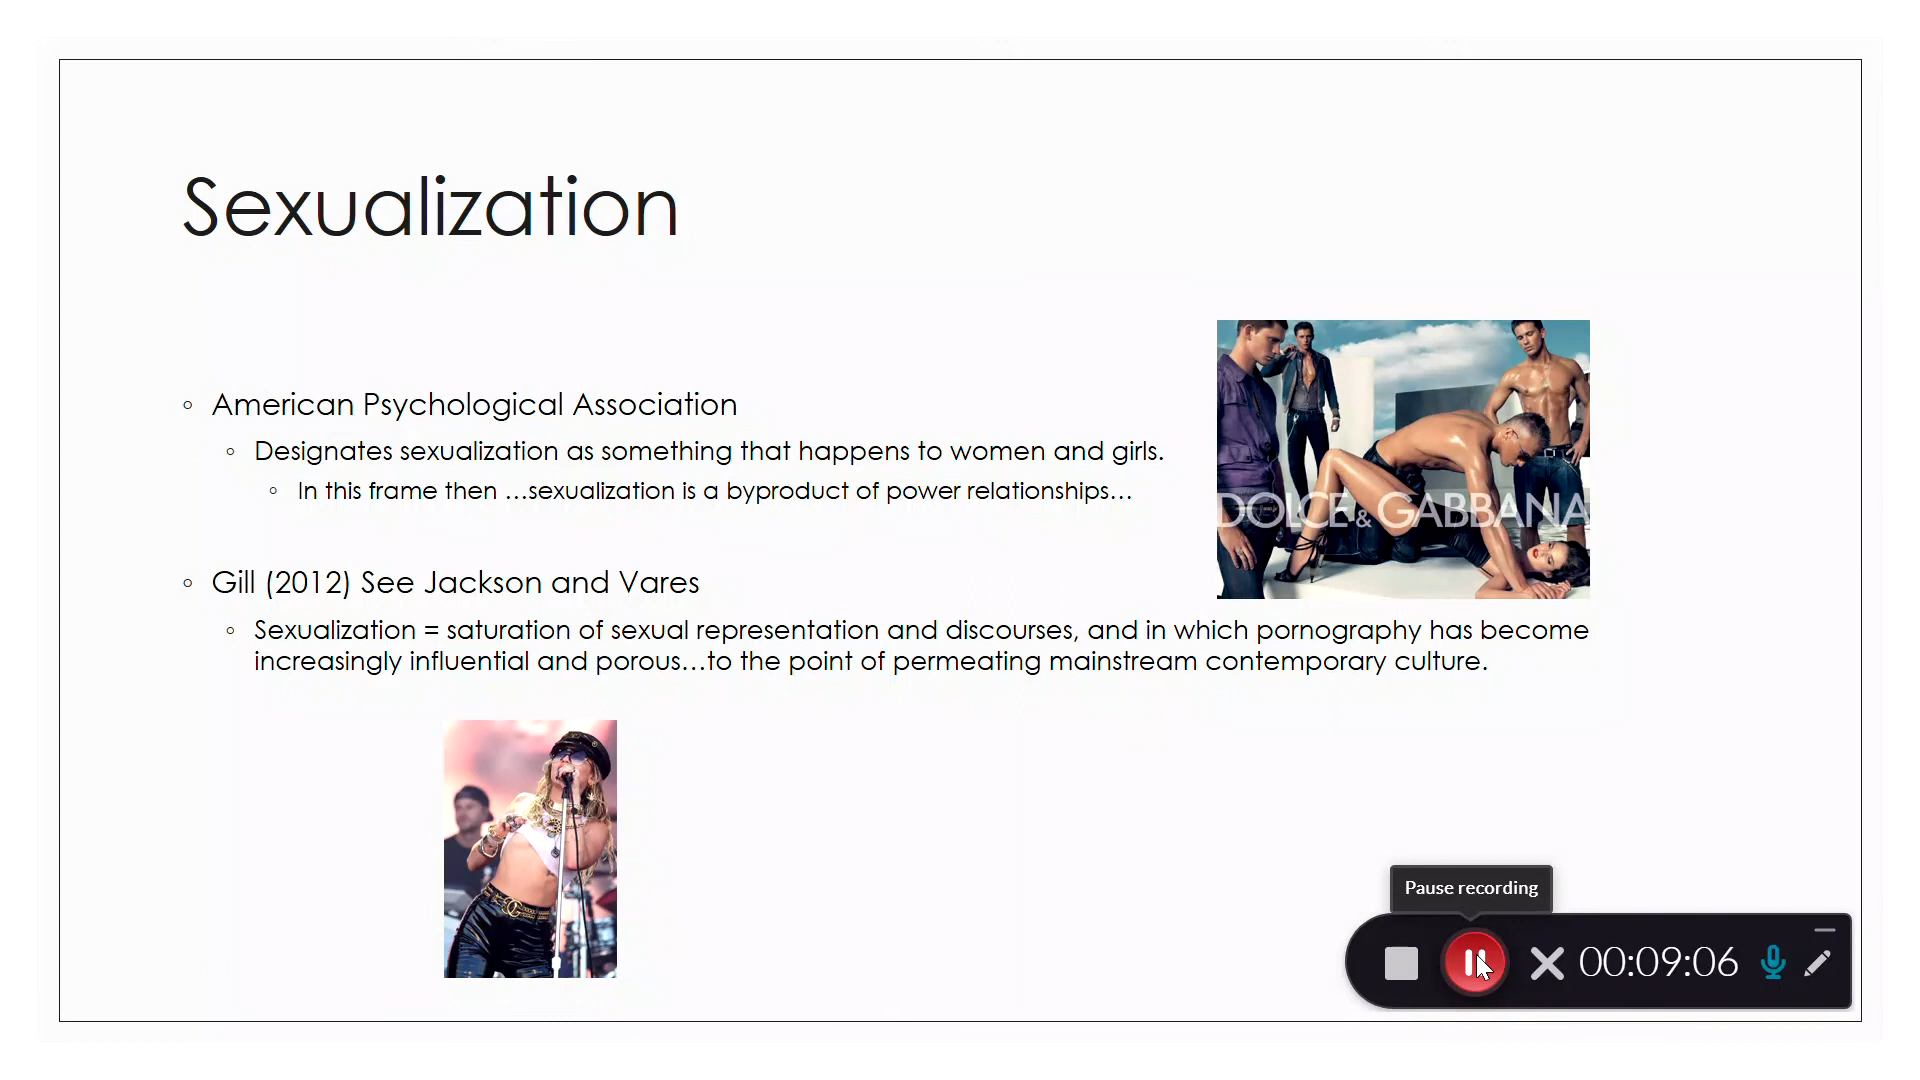 Sexualization
American Psychological Association
Designates sexualization as something that happens to women and girls.
In this frame then …sexualization is a byproduct of power relationships…
DOLCE & GABBANA
Gill (2012) See Jackson and Vares
Sexualization = saturation of sexual representation and discourses, and in which pornography has become
increasingly influential and porous…to the point of permeating mainstream contemporary culture.
Pause recording
00:09:06